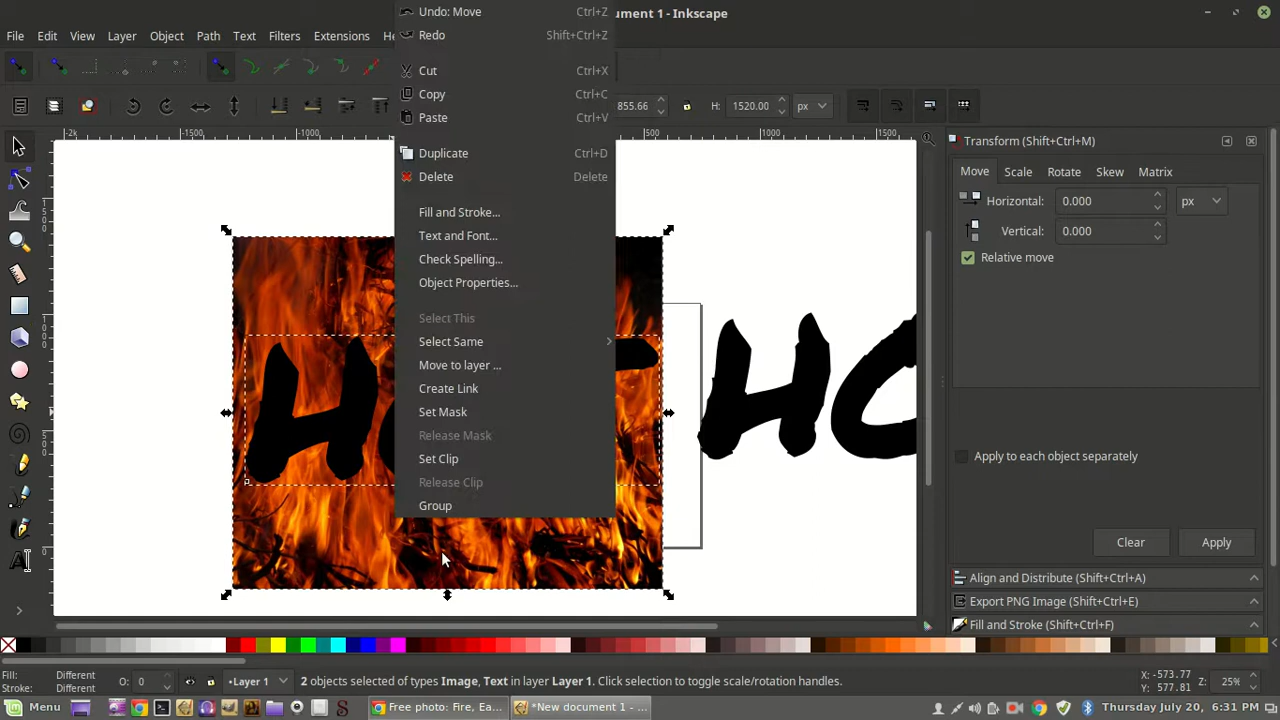 ument 1 - Inkscape
File Edit View Layer Object Path Text Filters Extensions He
855.66 H: 1520.00 px
-2k -1500 -1000 500 1000 1500
Undo: Move Ctrl+Z
Redo Shift+Ctrl+Z
Cut Ctrl+X
Copy Ctrl+C
Paste Ctrl+V
Duplicate Ctrl+D
Delete Delete
Fill and Stroke...
Text and Font...
Check Spelling...
Object Properties...
Select This
Select Same
Move to layer ...
Create Link
Set Mask
Release Mask
Set Clip
Release Clip
Group
H
HO
Transform (Shift+Ctrl+M)
Move Scale Rotate Skew Matrix
Horizontal: 0.000 px
Vertical: 0.000
Relative move
Apply to each object separately
Clear Apply
Align and Distribute (Shift+Ctrl+A)
Export PNG Image (Shift+Ctrl+E)
Fill and Stroke (Shift+Ctrl+F)
Fill: Different
Stroke: Different
O: 0
•Layer 1
2 objects selected of types Image, Text in layer Layer 1. Click selection to toggle scale/rotation handles.
X: -573.77
Y: 577.81
Z: 25%
Menu
Free photo: Fire, Ea...
*New document 1 - ...
Thursday July 20, 6:31 PM